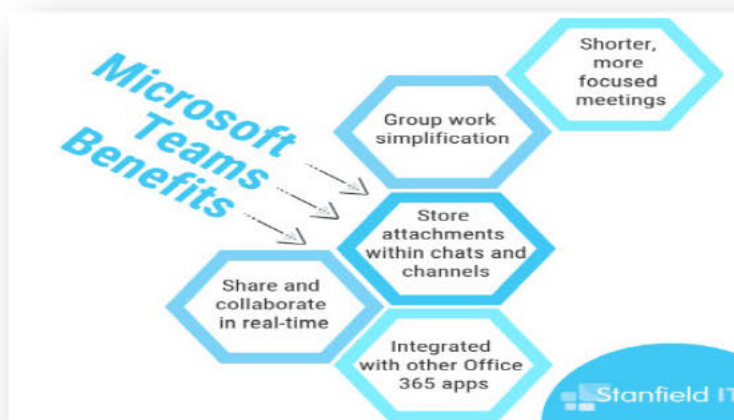 Microsoft
Teams
Benefits
Shorter,
more
focused
meetings
Group work
simplification
Store
attachments
within chats and
channels
Share and
collaborate
in real-time
Integrated
with other Office
365 apps
Stanfield IT